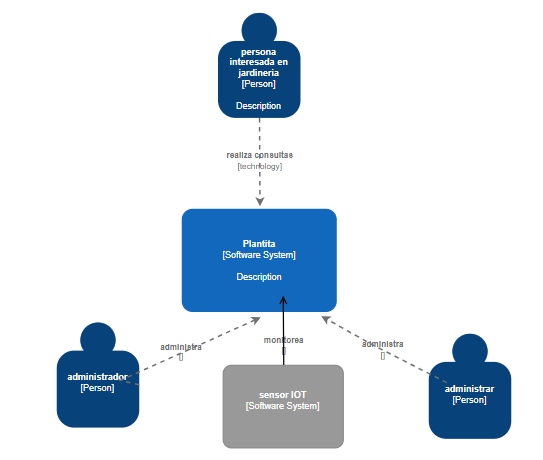 persona
interesada en
jardineria
[Person]
Description
realiza consultas
[technology]
Plantita
[Software System]
Description
administra
[]
monitorea
[]
administra
[]
administrador
[Person]
sensor IOT
[Software System]
administrar
[Person]